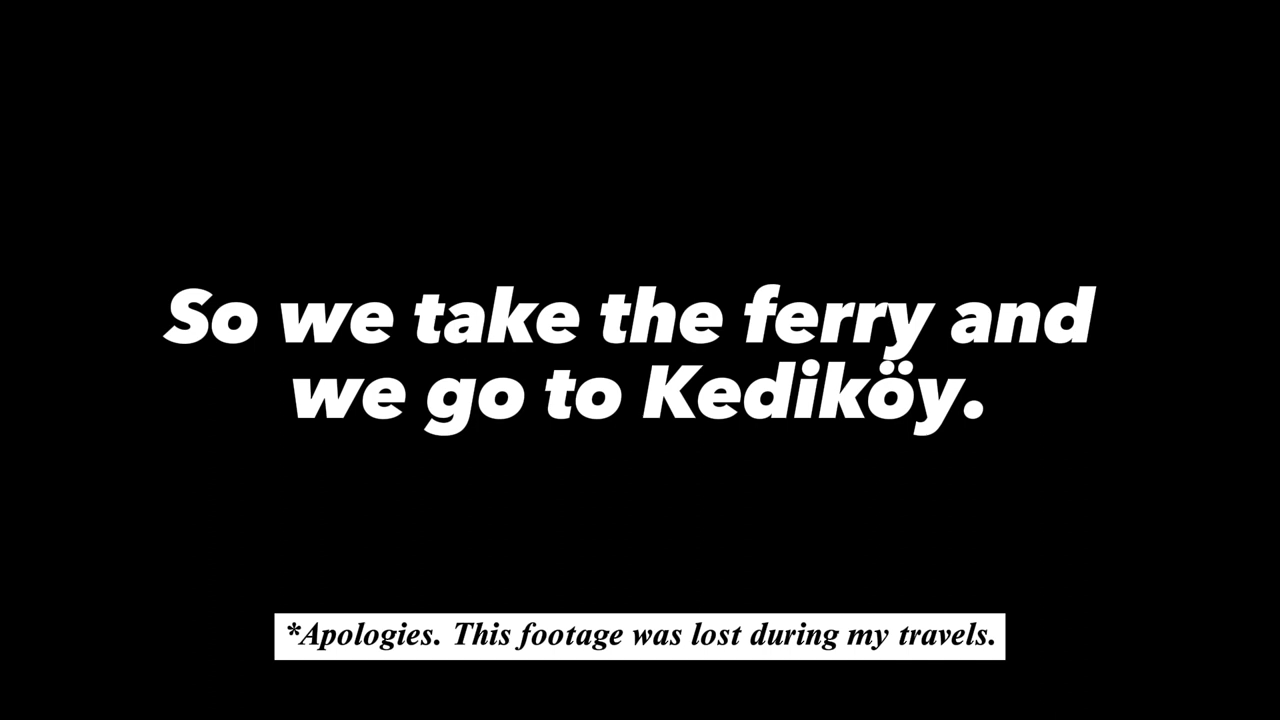 So we take the ferry and
we go to Kediköy.
*Apologies. This footage was lost during my travels.